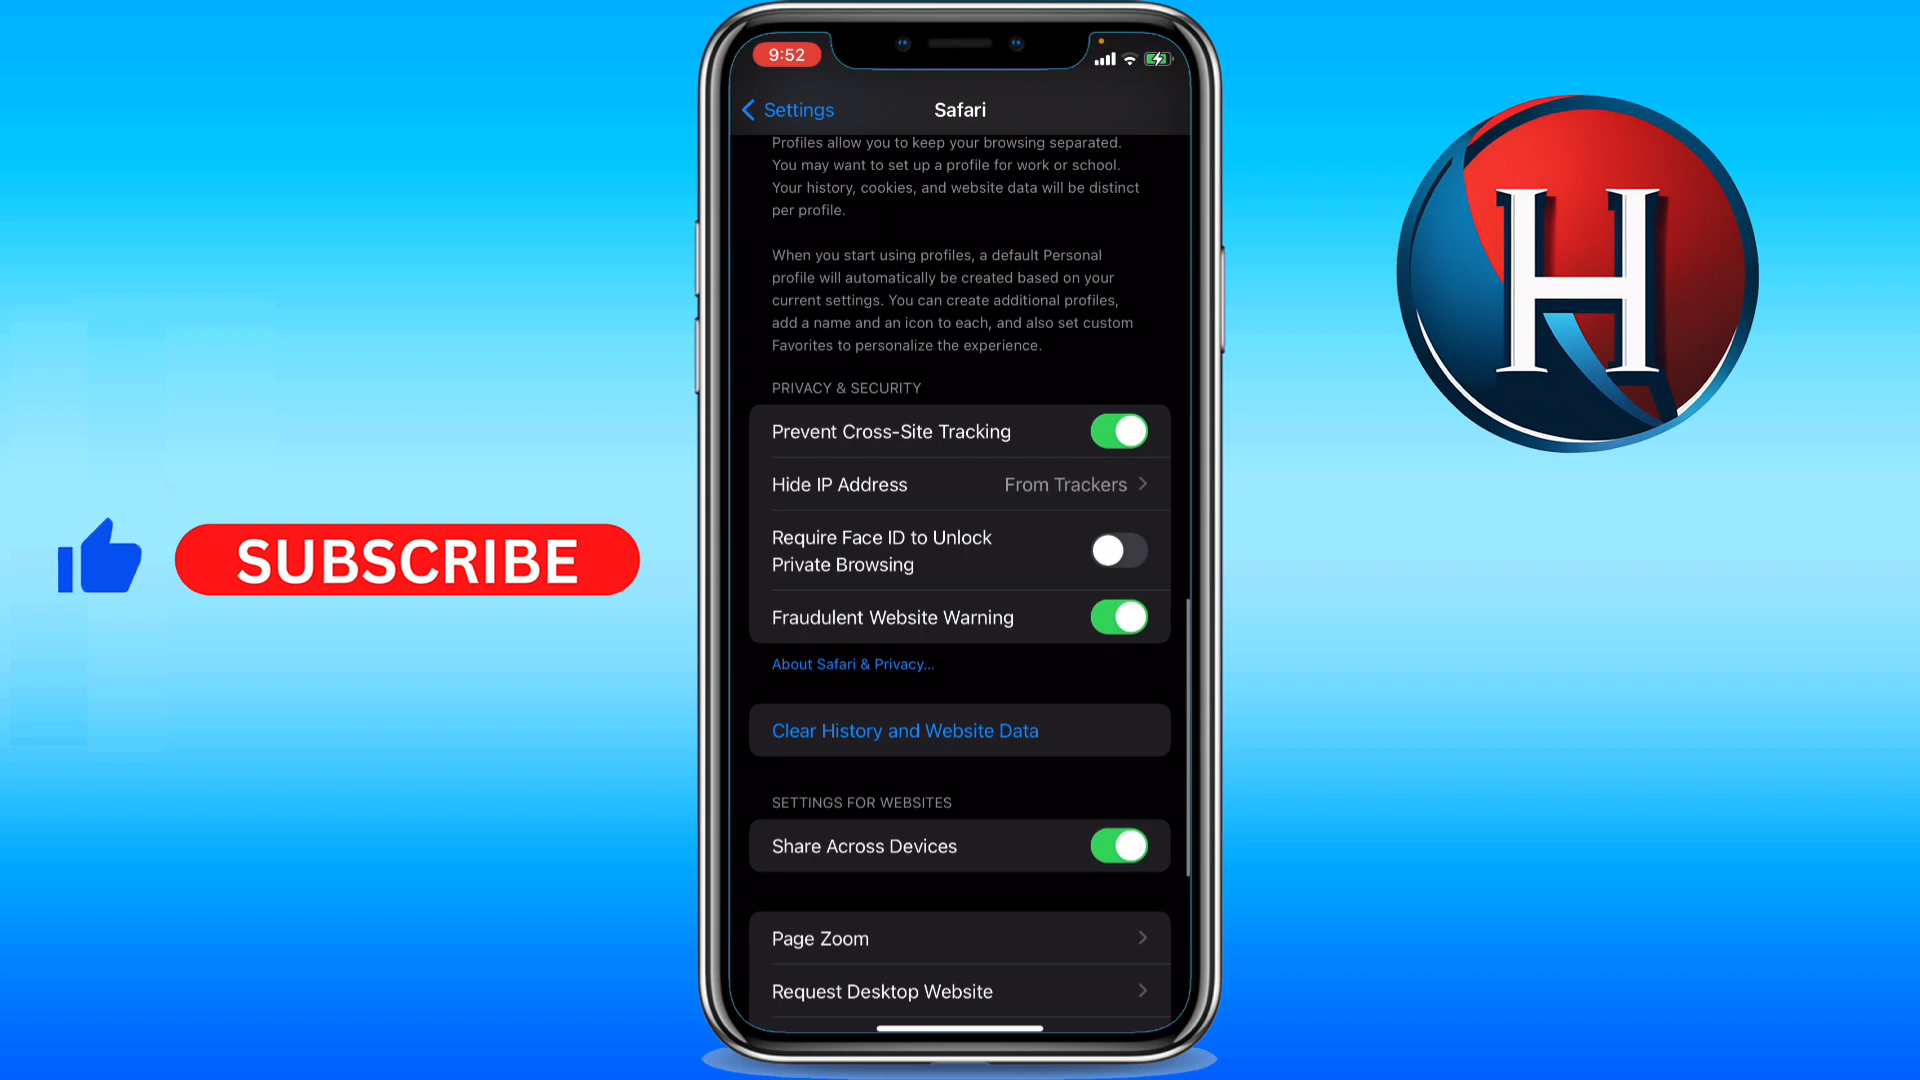 9:52
Settings
Safari
Profiles allow you to keep your browsing separated.
You may want to set up a profile for work or school.
Your history, cookies, and website data will be distinct
per profile.
When you start using profiles, a default Personal
profile will automatically be created based on your
current settings. You can create additional profiles,
add a name and an icon to each, and also set custom
Favorites to personalize the experience.
PRIVACY & SECURITY
Prevent Cross-Site Tracking
Hide IP Address From Trackers
Require Face ID to Unlock
Private Browsing
Fraudulent Website Warning
About Safari & Privacy...
Clear History and Website Data
SETTINGS FOR WEBSITES
Share Across Devices
Page Zoom
Request Desktop Website
SUBSCRIBE
H